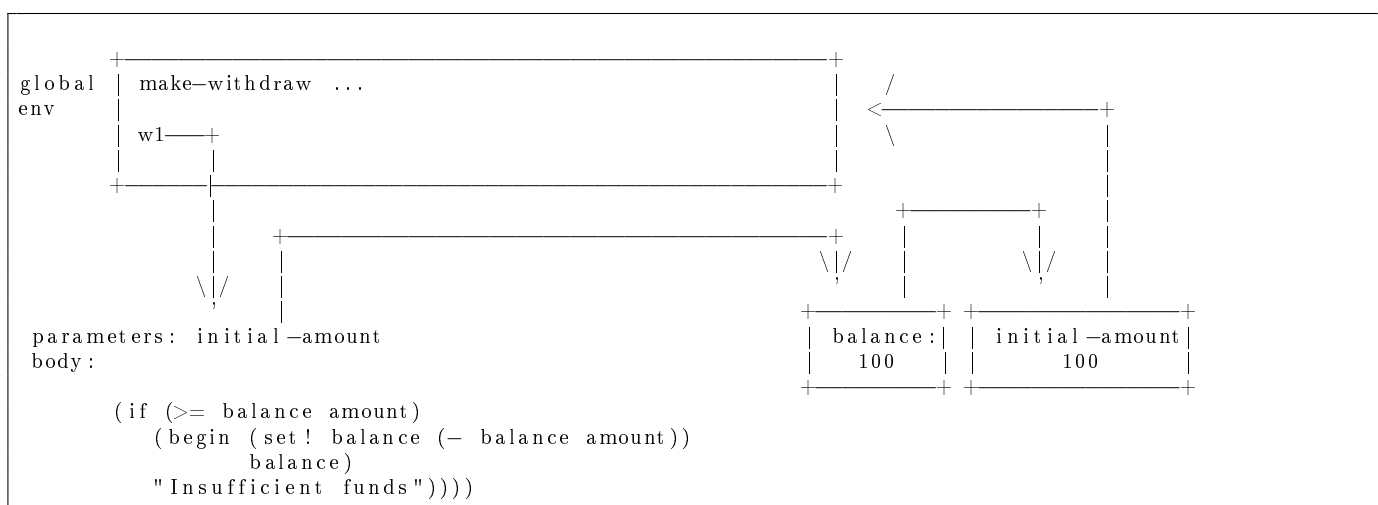 global make-withdraw ...
env
w1
parameters: initial-amount
balance: initial-amount
body: 100 100
(if (>= balance amount)
(begin (set! balance (- balance amount))
balance)
"Insufficient funds"))))